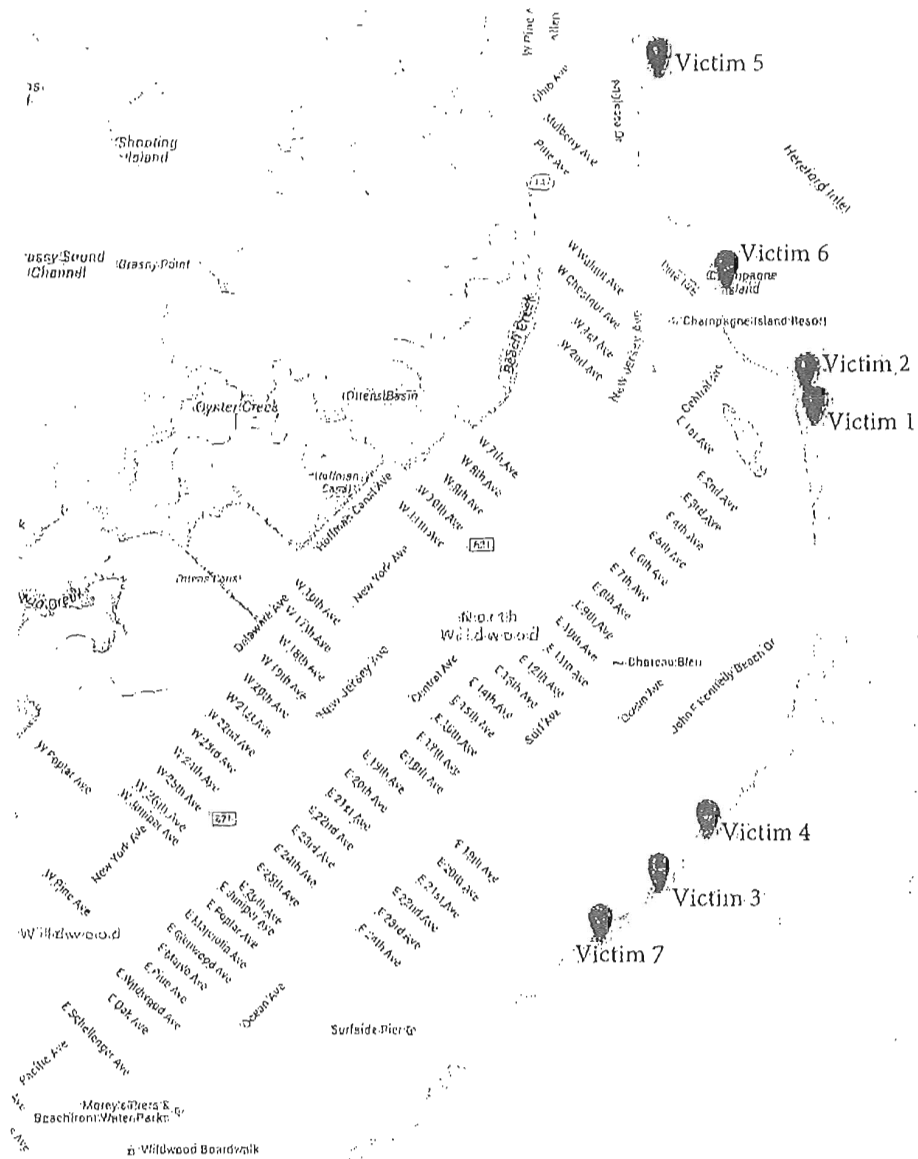 W Pine A
Allen
Victim 5
Ohio Ave
Mulberry Ave
Pine Ave
Shooting
Island
Hereford Inlet
Victim 6
Grassy Point
Channel
W Walnut Ave
W Chestnut Ave
W 1st Ave
W 2nd Ave
New Jersey Ave
Island
Champagne Island Resort
Beach Creek
Victim 2
Victim 1
Central Ave
E 1st Ave
Oyster Creek
Hoffman Canal Ave
W 7th Ave
W 8th Ave
W 9th Ave
W 10th Ave
W 11th Ave
621
New York Ave
E 2nd Ave
E 3rd Ave
E 4th Ave
E 5th Ave
E 6th Ave
E 7th Ave
E 8th Ave
E 9th Ave
E 10th Ave
E 11th Ave
E 12th Ave
E 14th Ave
E 15th Ave
E 16th Ave
E 17th Ave
E 18th Ave
North
Wildwood
Chateau Bleu
Surf Ave
Ocean Ave
John F Kennedy Beach Dr
Delaware Ave
W 17th Ave
W 18th Ave
W 19th Ave
W 20th Ave
W 21st Ave
W 22nd Ave
W 23rd Ave
W 24th Ave
W 25th Ave
W 26th Ave
W Juniper Ave
New Jersey Ave
Central Ave
W Poplar Ave
New York Ave
W Pine Ave
Wildwood
E 19th Ave
E 20th Ave
E 21st Ave
E 22nd Ave
E 23rd Ave
E 24th Ave
E 25th Ave
E 26th Ave
E Juniper Ave
E Poplar Ave
E Magnolia Ave
E Glenwood Ave
E Maple Ave
E Pine Ave
E Wildwood Ave
E Oak Ave
E Schellenger Ave
Pacific Ave
E 19th Ave
E 20th Ave
E 21st Ave
E 22nd Ave
E 23rd Ave
E 24th Ave
Victim 4
Victim 3
Victim 7
Ocean Ave
Surfside Pier
Morey's Piers &
Beachfront Water Parks
Wildwood Boardwalk